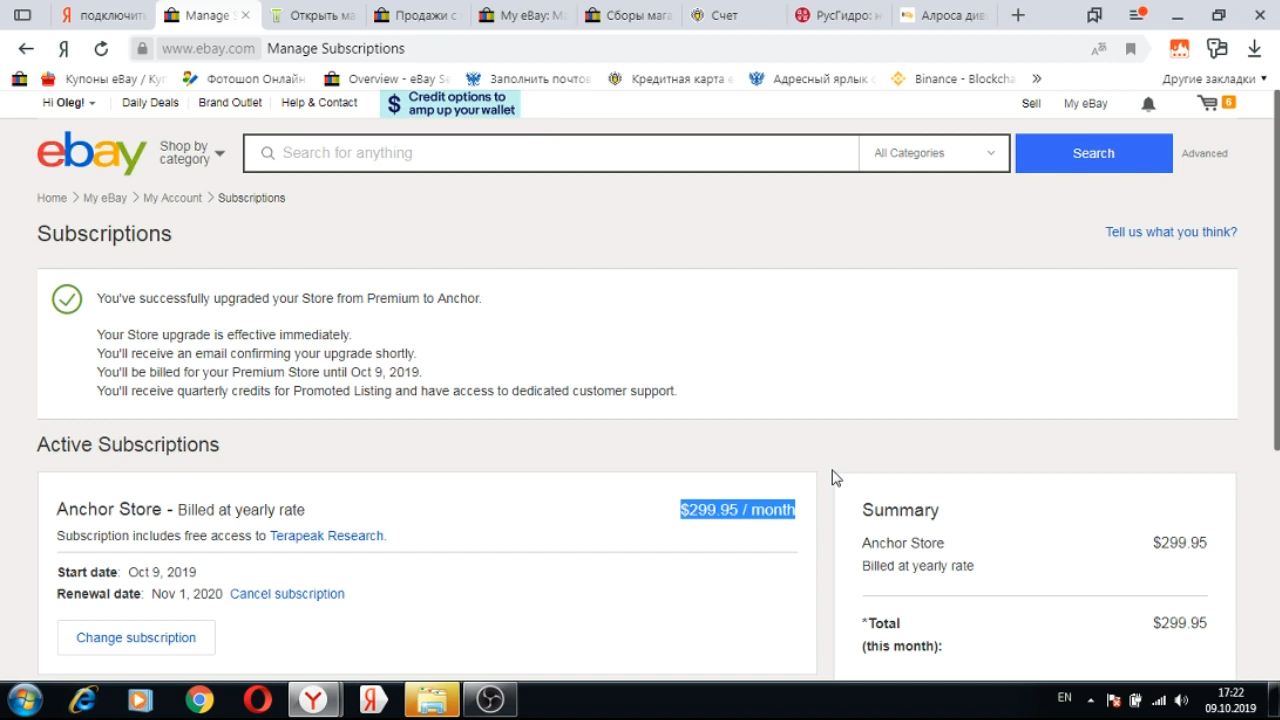 подключить
Manage S
Открыть ма
Продажи с
My eBay: M
Сборы мага
Счет
РусГидро: н
Алроса див
www.ebay.com Manage Subscriptions
Купоны eBay / Куп
Фотошоп Онлайн
Overview - eBay Se
Заполнить почтов
Кредитная карта е
Адресный ярлык с
Binance - Blockcha
Другие закладки
Hi Oleg!
Daily Deals
Brand Outlet
Help & Contact
$ Credit options to
amp up your wallet
Sell
My eBay
6
ebay
Shop by
category
Search for anything
All Categories
Search
Advanced
Home > My eBay > My Account > Subscriptions
Subscriptions
Tell us what you think?
You've successfully upgraded your Store from Premium to Anchor.
Your Store upgrade is effective immediately.
You'll receive an email confirming your upgrade shortly.
You'll be billed for your Premium Store until Oct 9, 2019.
You'll receive quarterly credits for Promoted Listing and have access to dedicated customer support.
Active Subscriptions
Anchor Store - Billed at yearly rate
$299.95 / month
Subscription includes free access to Terapeak Research.
Start date: Oct 9, 2019
Renewal date: Nov 1, 2020 Cancel subscription
Change subscription
Summary
Anchor Store $299.95
Billed at yearly rate
*Total $299.95
(this month):
EN
17:22
09.10.2019